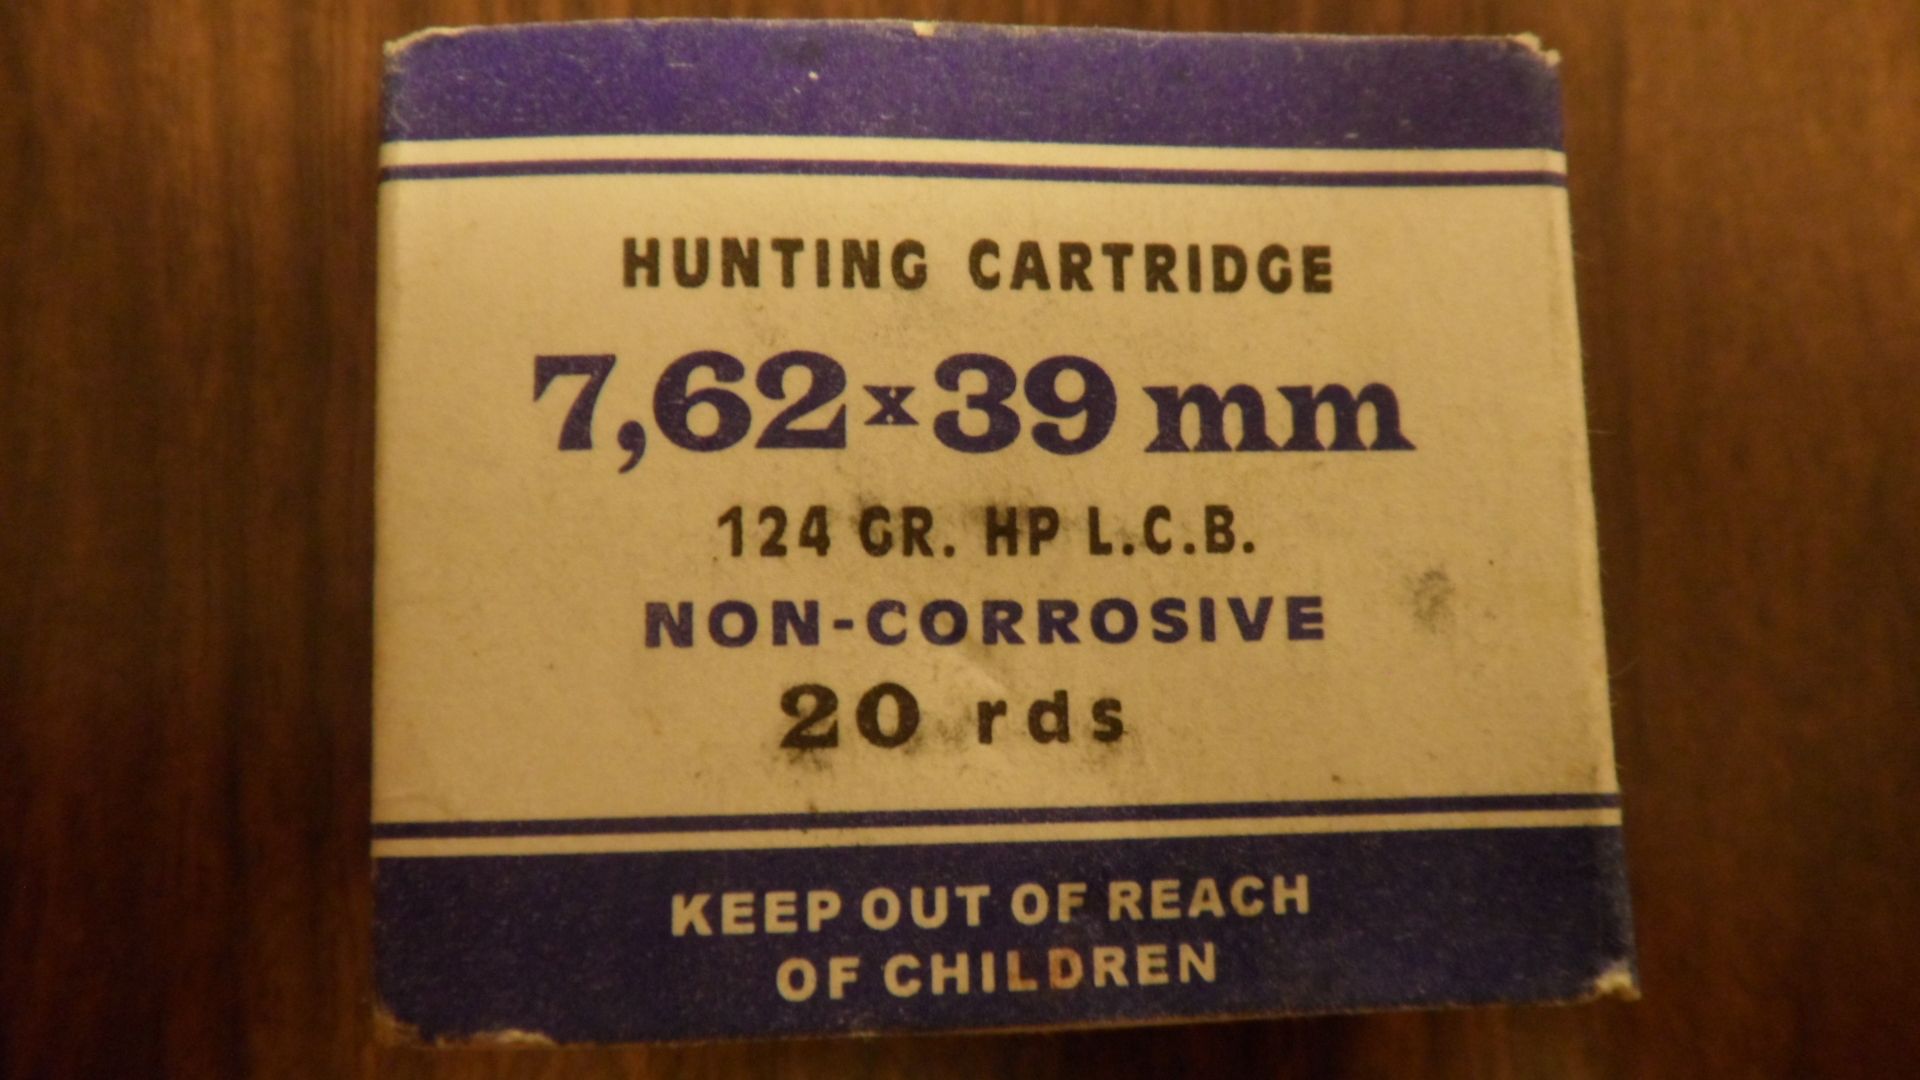 HUNTING CARTRIDGE
7,62x39 mm
124 GR. HP L.C.B.
NON-CORROSIVE
20 rds
KEEP OUT OF REACH
OF CHILDREN